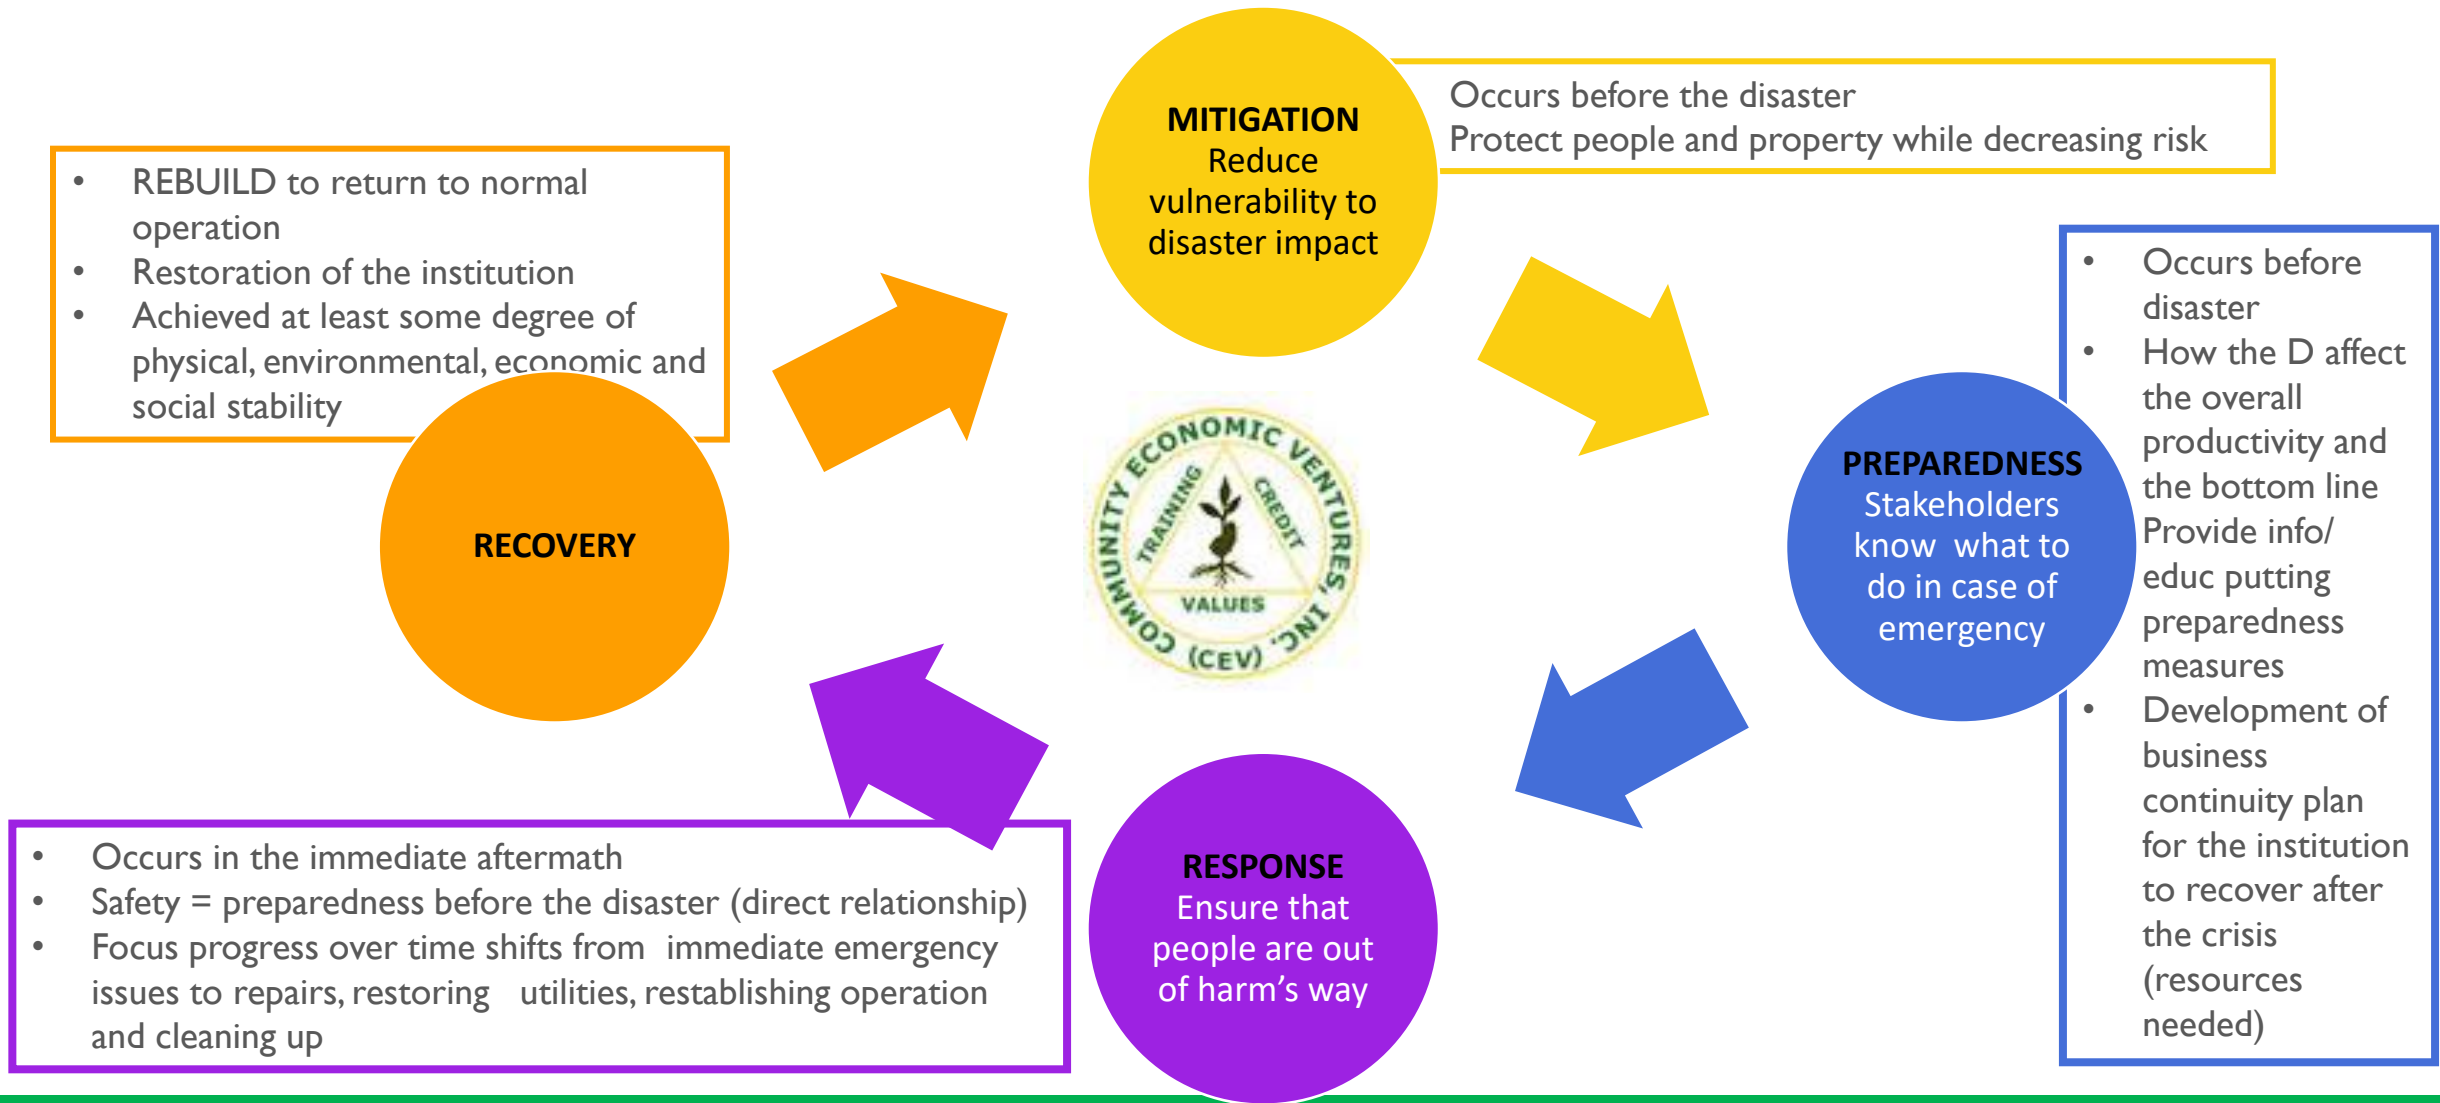 MITIGATION
Reduce
vulnerability to
disaster impact
Occurs before the disaster
Protect people and property while decreasing risk
• Occurs before
disaster
• How the D affect
the overall
productivity and
the bottom line
Provide info/
educ putting
preparedness
measures
• Development of
business
continuity plan
for the institution
to recover after
the crisis
(resources
needed)
PREPAREDNESS
Stakeholders
know  what to
do in case of
emergency
RESPONSE
Ensure that
people are out
of harm’s way
• Occurs in the immediate aftermath
• Safety = preparedness before the disaster (direct relationship)
• Focus progress over time shifts from  immediate emergency
issues to repairs, restoring   utilities, restablishing operation
and cleaning up
RECOVERY
• REBUILD to return to normal
operation
• Restoration of the institution
• Achieved at least some degree of
physical, environmental, economic and
social stability
COMMUNITY ECONOMIC VENTURES, INC.
(CEV)
TRAINING
CREDIT
VALUES